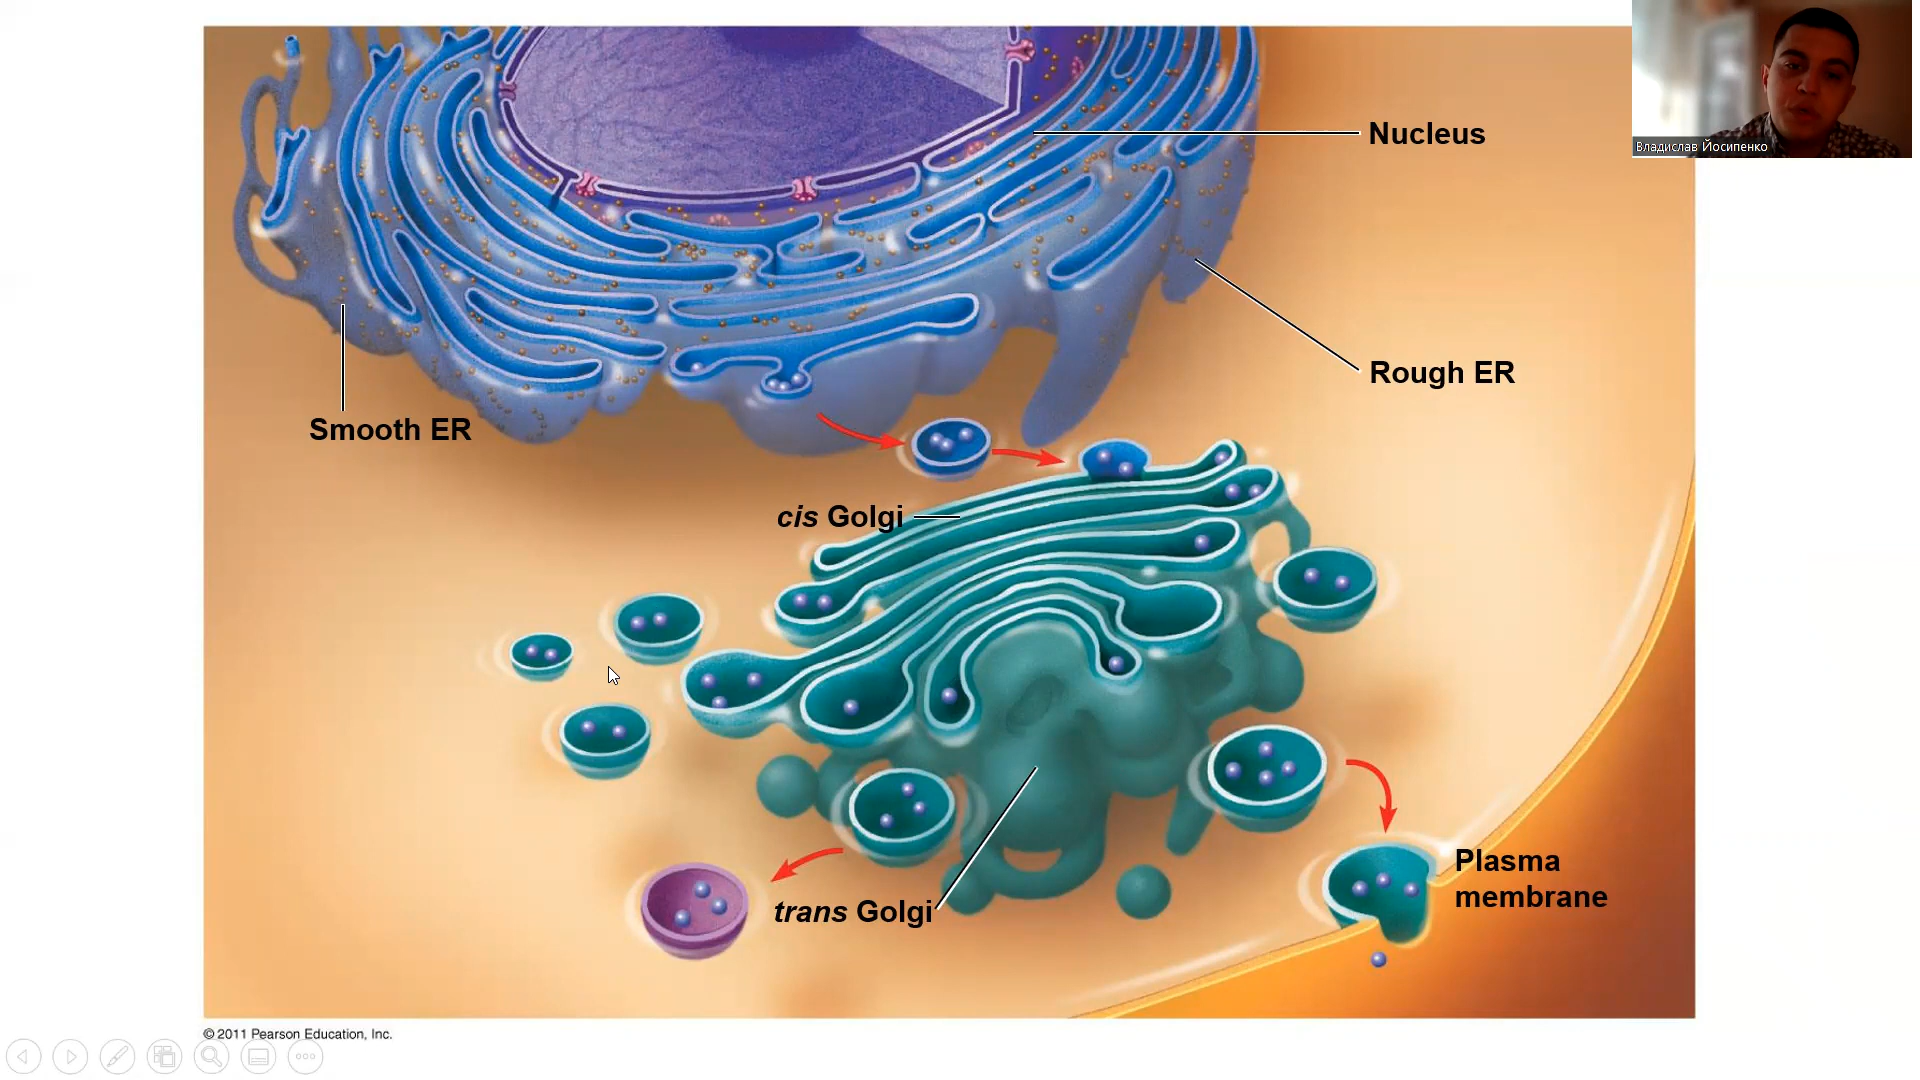 Nucleus
Владислав Йосипенко
Rough ER
Smooth ER
cis Golgi
Plasma
membrane
trans Golgi
© 2011 Pearson Education, Inc.